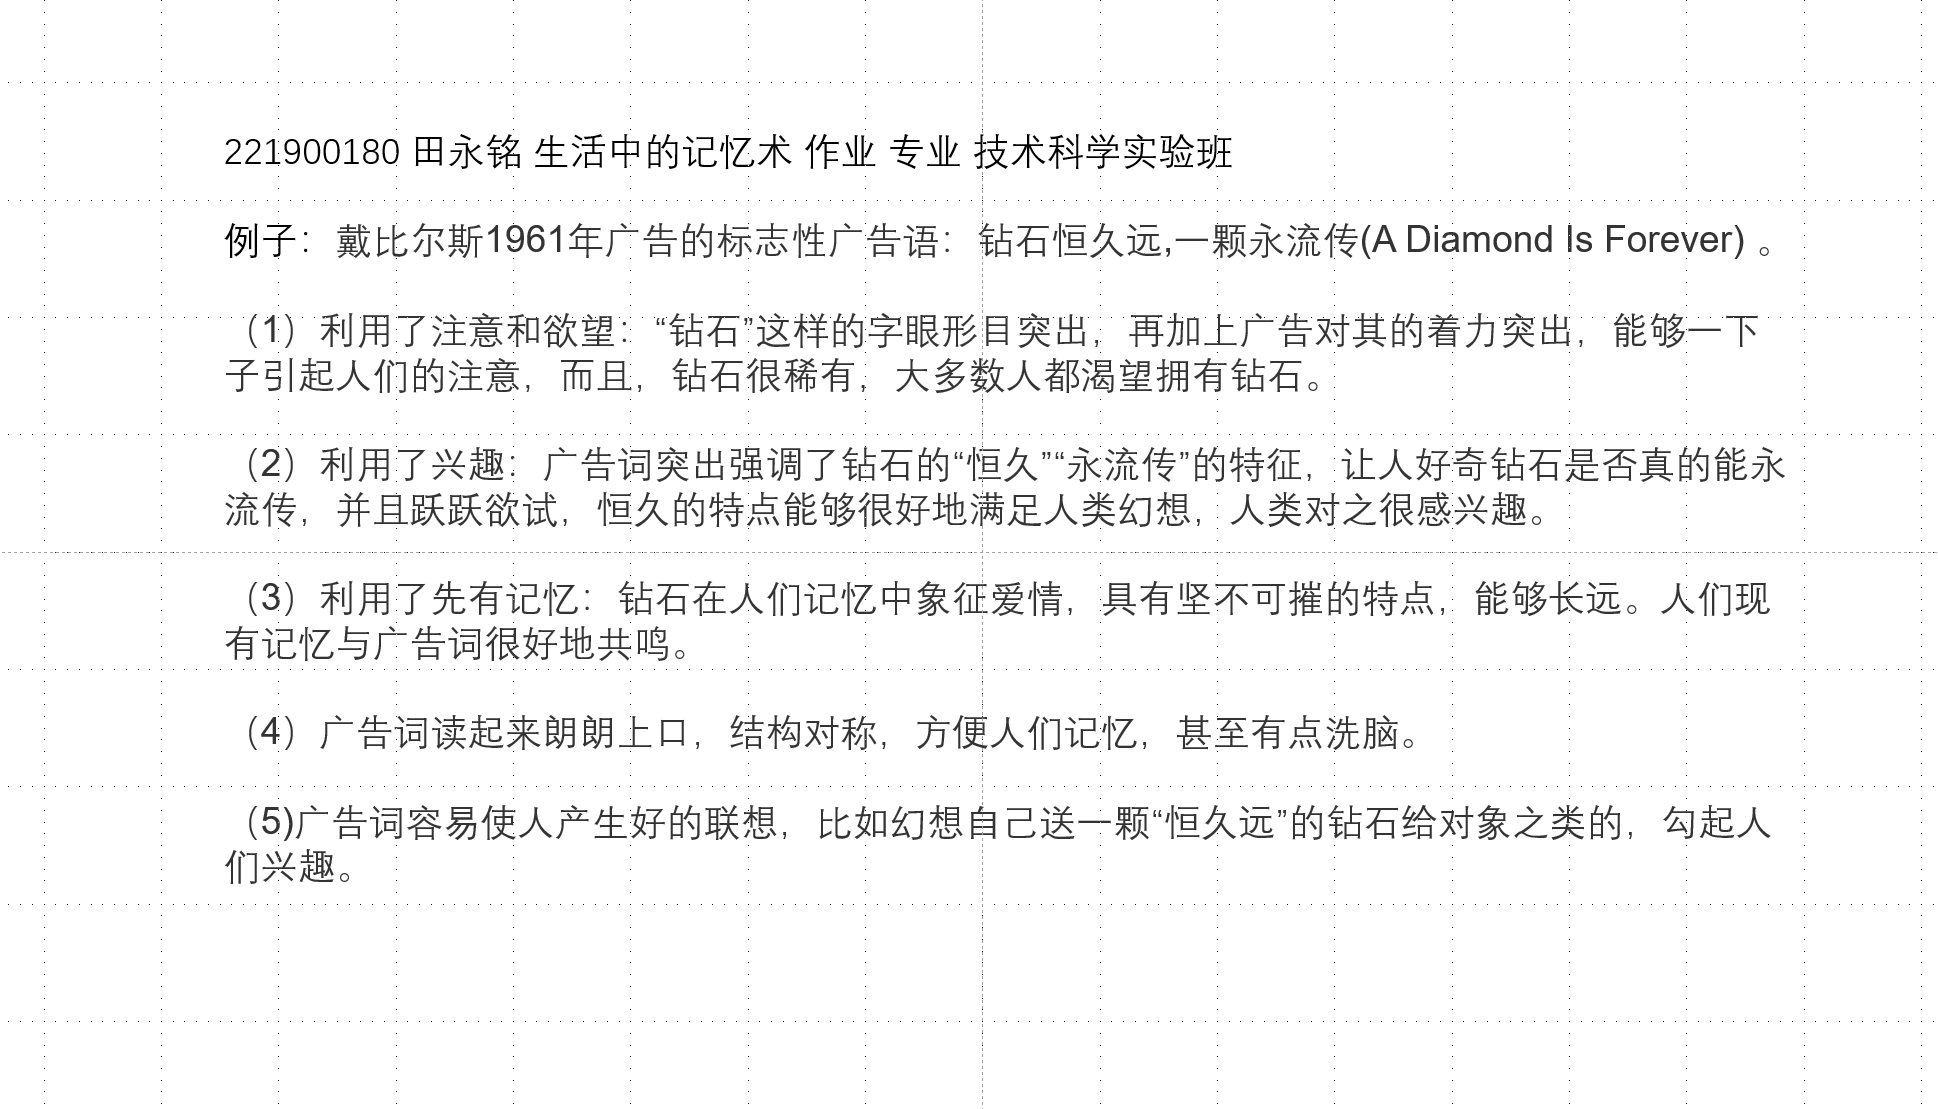 221900180 田永铭 生活中的记忆术 作业 专业 技术科学实验班
例子：戴比尔斯1961年广告的标志性广告语：钻石恒久远,一颗永流传(A Diamond Is Forever) 。
（1）利用了注意和欲望：“钻石”这样的字眼形目突出，再加上广告对其的着力突出，能够一下
子引起人们的注意，而且，钻石很稀有，大多数人都渴望拥有钻石。
（2）利用了兴趣：广告词突出强调了钻石的“恒久”“永流传”的特征，让人好奇钻石是否真的能永
流传，并且跃跃欲试，恒久的特点能够很好地满足人类幻想，人类对之很感兴趣。
（3）利用了先有记忆：钻石在人们记忆中象征爱情，具有坚不可摧的特点，能够长远。人们现
有记忆与广告词很好地共鸣。
（4）广告词读起来朗朗上口，结构对称，方便人们记忆，甚至有点洗脑。
（5)广告词容易使人产生好的联想，比如幻想自己送一颗“恒久远”的钻石给对象之类的，勾起人
们兴趣。